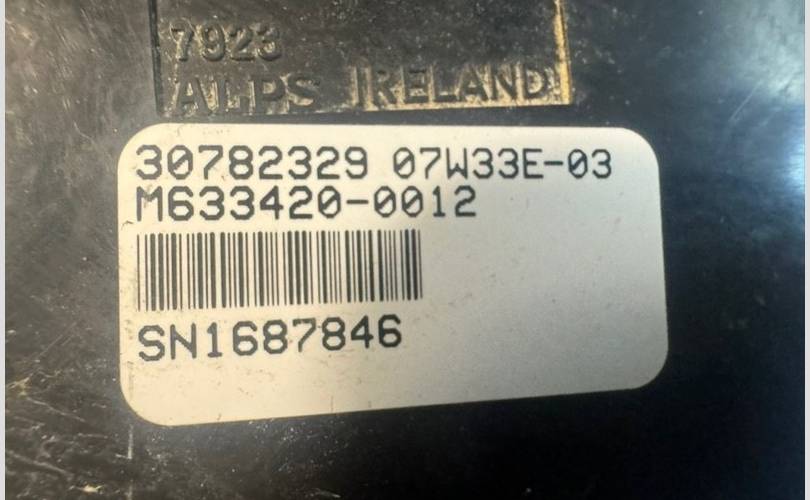 7923
ALPS IRELAND
30782329 07W33E-03
M633420-0012
SN1687846